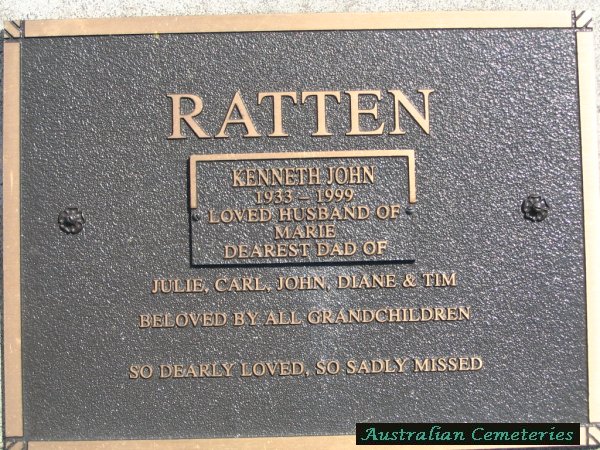 RATTEN
KENNETH JOHN
1933 – 1999
LOVED HUSBAND OF
MARIE
DEAREST DAD OF
JULIE, CARL, JOHN, DIANE & TIM
BELOVED BY ALL GRANDCHILDREN
SO DEARLY LOVED, SO SADLY MISSED
Australian Cemeteries